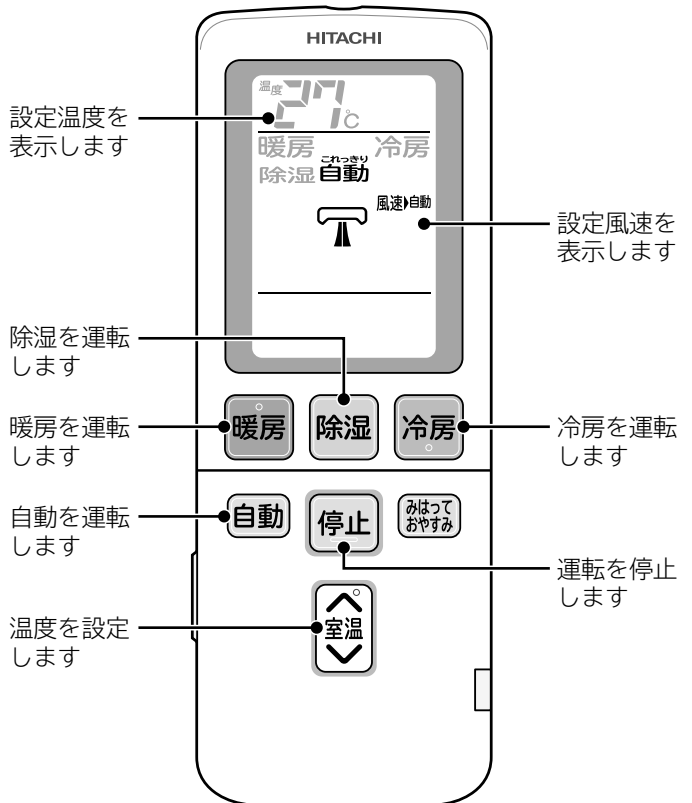 HITACHI
温度 27℃
設定温度を
表示します
暖房 冷房
これっきり
除湿 自動
風速 自動
設定風速を
表示します
除湿を運転
します
暖房 除湿 冷房
暖房を運転
します
冷房を運転
します
自動 停止 みはって
おやすみ
自動を運転
します
運転を停止
します
室温
温度を設定
します